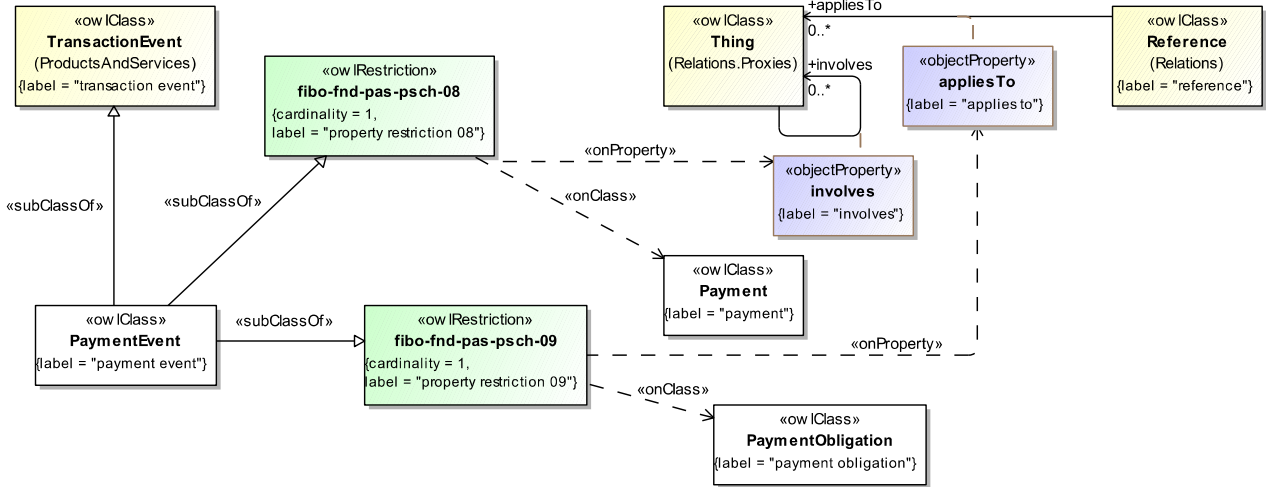 «owlClass»
TransactionEvent
(ProductsAndServices)
{label = "transaction event"}
«owlRestriction»
fibo-fnd-pas-psch-08
{cardinality = 1,
label = "property restriction 08"}
«owlClass»
Thing
(Relations.Proxies)
+appliesTo
0..*
+involves
0..*
«objectProperty»
appliesTo
{label = "applies to"}
«owlClass»
Reference
(Relations)
{label = "reference"}
«onProperty»
«objectProperty»
involves
{label = "involves"}
«subClassOf»
«subClassOf»
«onClass»
«owlClass»
Payment
{label = "payment"}
«owlClass»
PaymentEvent
{label = "payment event"}
«subClassOf»
«owlRestriction»
fibo-fnd-pas-psch-09
{cardinality = 1,
label = "property restriction 09"}
«onProperty»
«onClass»
«owlClass»
PaymentObligation
{label = "payment obligation"}